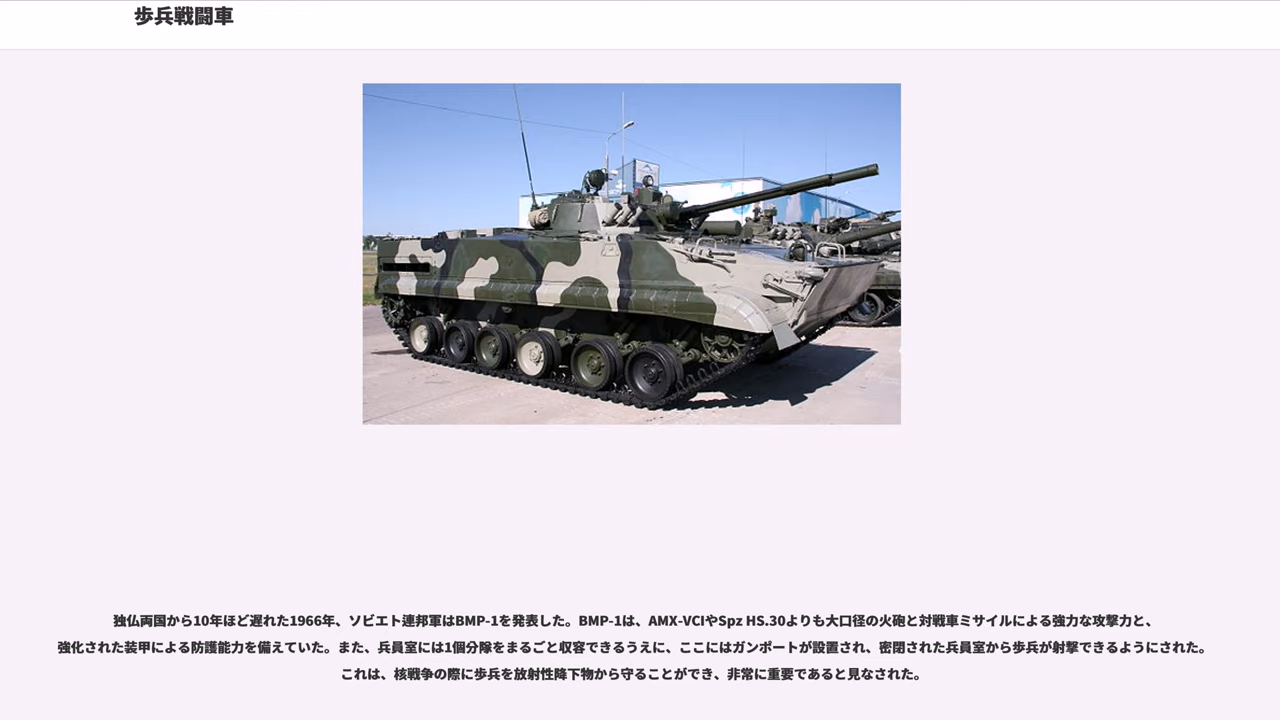 歩兵戦闘車
独仏両国から10年ほど遅れた1966年、ソビエト連邦軍はBMP-1を発表した。BMP-1は、AMX-VCIやSpz HS.30よりも大口径の火砲と対戦車ミサイルによる強力な攻撃力と、
強化された装甲による防護能力を備えていた。また、兵員室には1個分隊をまるごと収容できるうえに、ここにはガンポートが設置され、密閉された兵員室から歩兵が射撃できるようにされた。
これは、核戦争の際に歩兵を放射性降下物から守ることができ、非常に重要であると見なされた。